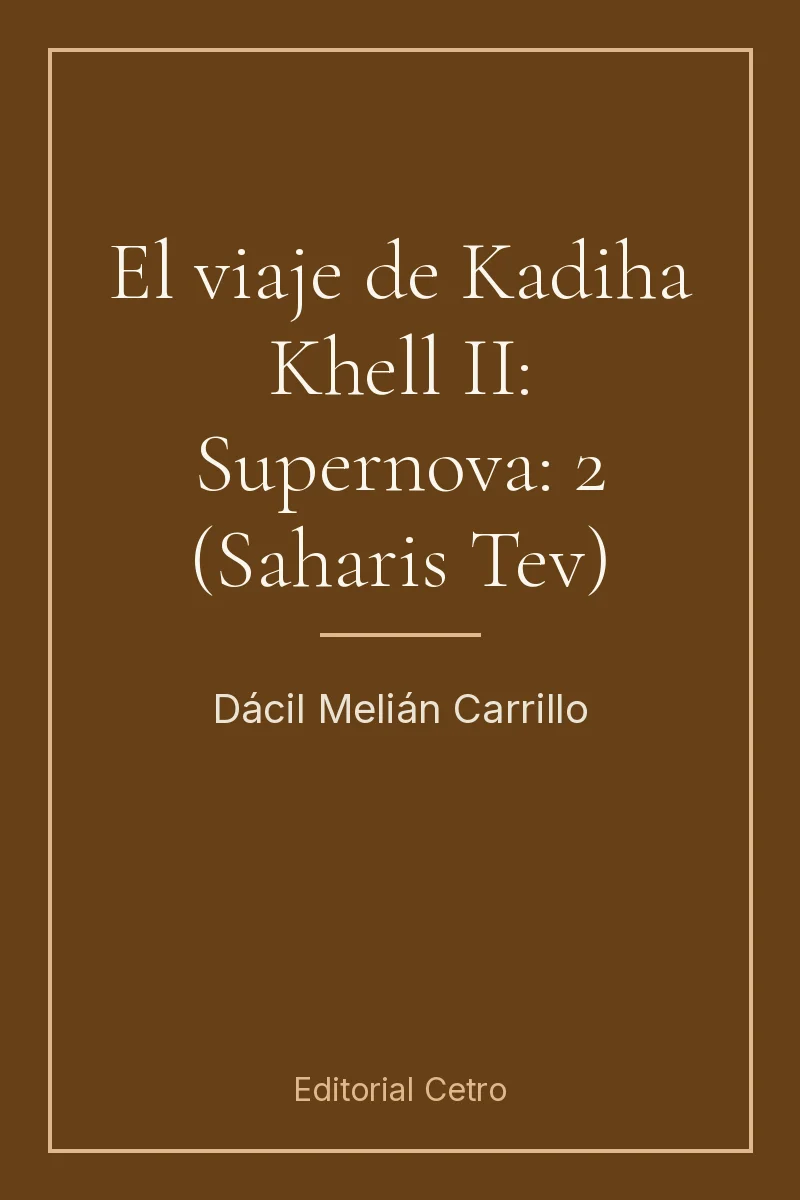 El viaje de Kadiha
Khell II:
Supernova: 2
(Saharis Tev)
Dácil Melián Carrillo
Editorial Cetro